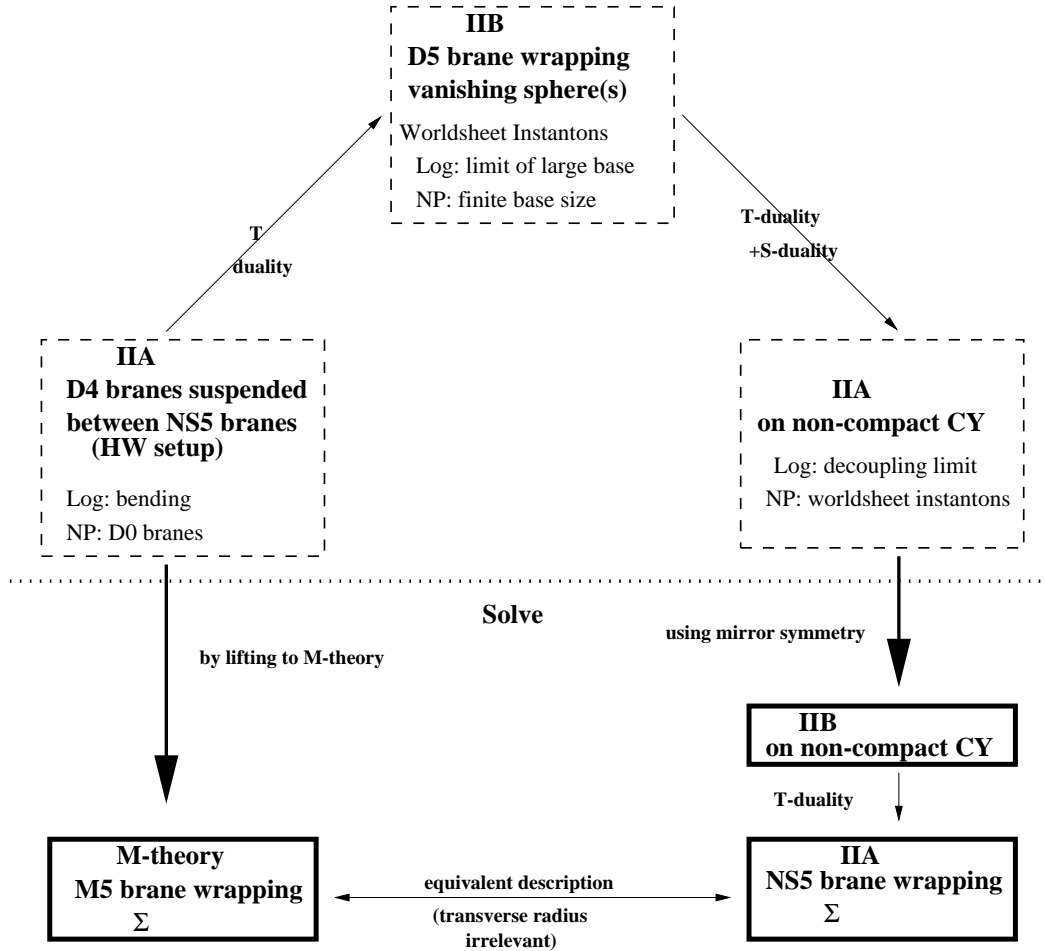 IIB
D5 brane wrapping
vanishing sphere(s)
Worldsheet Instantons
Log: limit of large base
NP: finite base size
T
duality
T-duality
+S-duality
IIA
D4 branes suspended
between NS5 branes
(HW setup)
Log: bending
NP: D0 branes
IIA
on non-compact CY
Log: decoupling limit
NP: worldsheet instantons
Solve
by lifting to M-theory
using mirror symmetry
IIB
on non-compact CY
T-duality
M-theory
M5 brane wrapping
Σ
equivalent description
(transverse radius
irrelevant)
IIA
NS5 brane wrapping
Σ